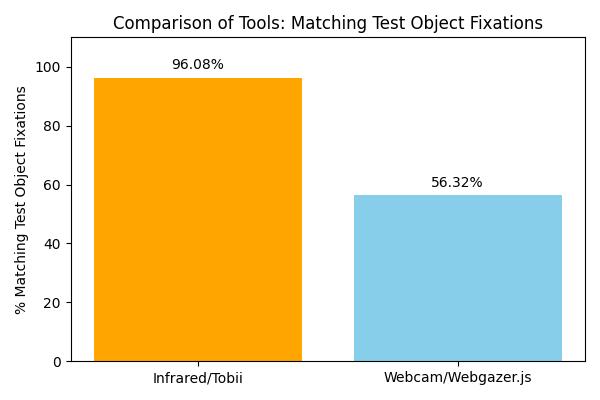 Comparison of Tools: Matching Test Object Fixations
% Matching Test Object Fixations
100
80
60
40
20
0
96.08%
56.32%
Infrared/Tobii
Webcam/Webgazer.js